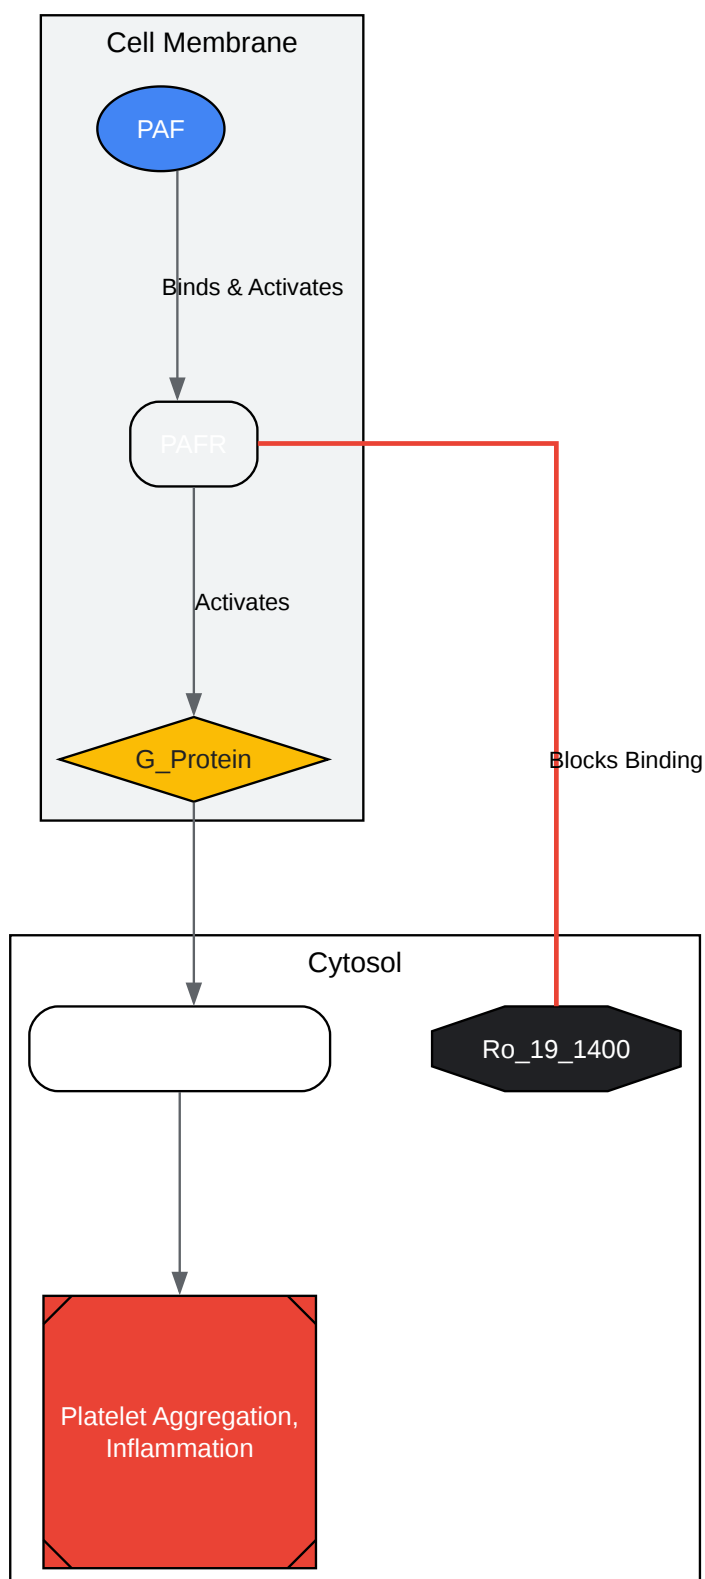 Cell Membrane
PAF
Binds & Activates
PAFR
Activates
G_Protein
Blocks Binding
Cytosol
Ro_19_1400
Platelet Aggregation,
Inflammation